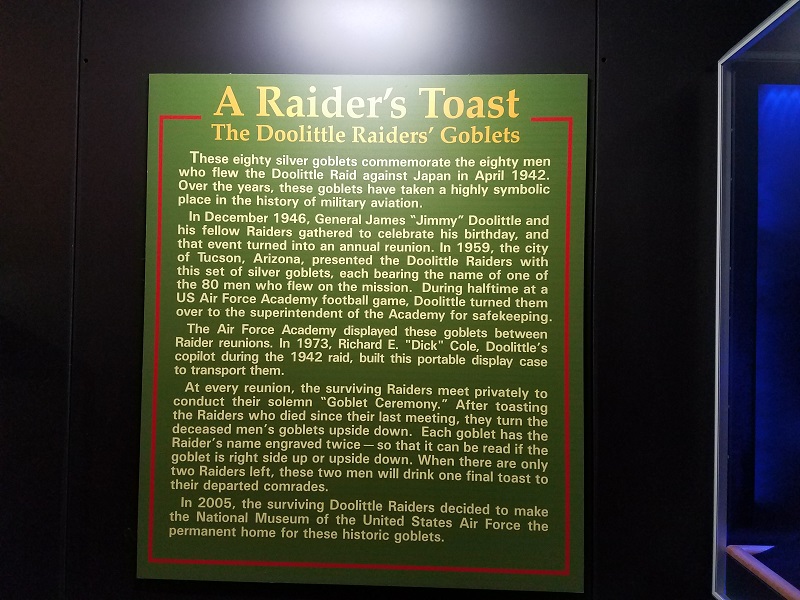 A Raider's Toast
The Doolittle Raiders' Goblets
These eighty silver goblets commemorate the eighty men
who flew the Doolittle Raid against Japan in April 1942.
Over the years, these goblets have taken a highly symbolic
place in the history of military aviation.
In December 1946, General James "Jimmy" Doolittle and
his fellow Raiders gathered to celebrate his birthday, and
that event turned into an annual reunion. In 1959, the city
of Tucson, Arizona, presented the Doolittle Raiders with
this set of silver goblets, each bearing the name of one of
the 80 men who flew on the mission. During halftime at a
US Air Force Academy football game, Doolittle turned them
over to the superintendent of the Academy for safekeeping.
The Air Force Academy displayed these goblets between
Raider reunions. In 1973, Richard E. "Dick" Cole, Doolittle's
copilot during the 1942 raid, built this portable display case
to transport them.
At every reunion, the surviving Raiders meet privately to
conduct their solemn "Goblet Ceremony." After toasting
the Raiders who died since their last meeting, they turn the
deceased men's goblets upside down. Each goblet has the
Raider's name engraved twice — so that it can be read if the
goblet is right side up or upside down. When there are only
two Raiders left, these two men will drink one final toast to
their departed comrades.
In 2005, the surviving Doolittle Raiders decided to make
the National Museum of the United States Air Force the
permanent home for these historic goblets.